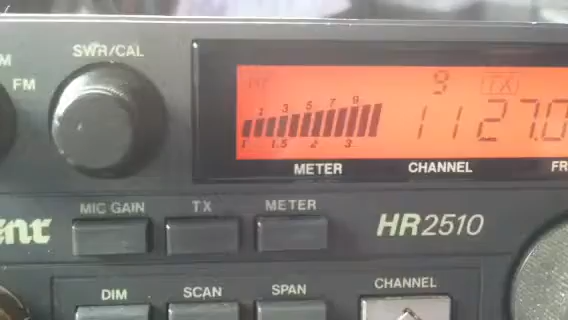 SWR/CAL
FM
9 TX
1 3 5 7 9
1127.0
1 1.5 2 3
METER CHANNEL FR
MIC GAIN TX METER
HR2510
DIM SCAN SPAN CHANNEL